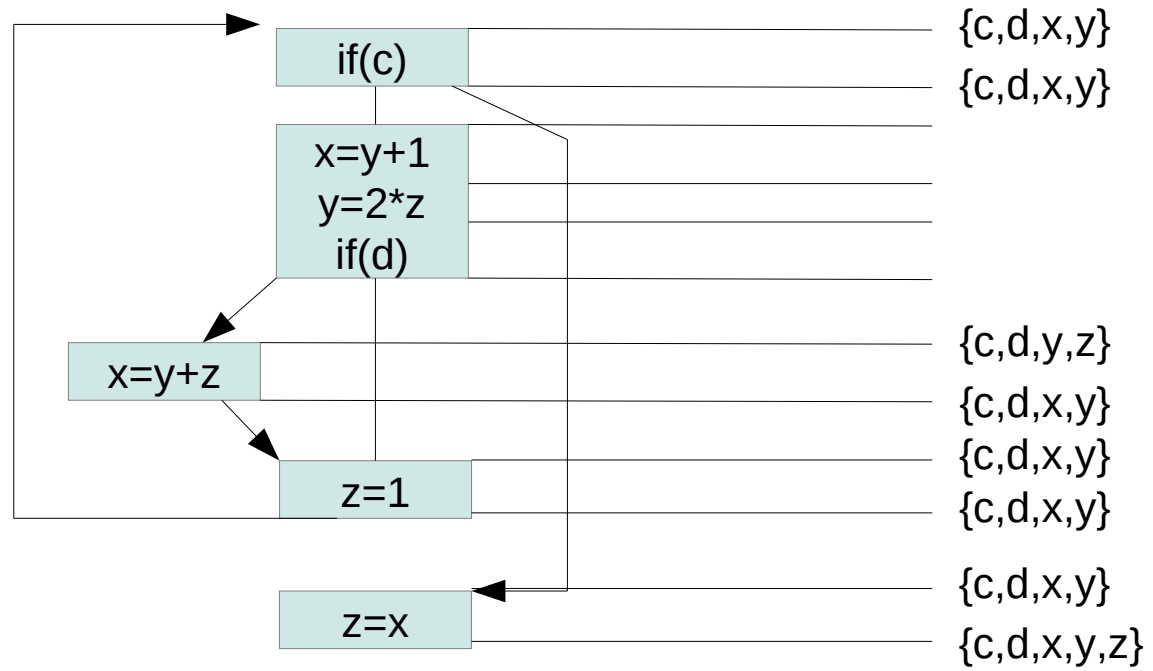 if(c)
{c,d,x,y}
{c,d,x,y}
x=y+1
y=2*z
if(d)
x=y+z
{c,d,y,z}
{c,d,x,y}
z=1
{c,d,x,y}
{c,d,x,y}
z=x
{c,d,x,y}
{c,d,x,y,z}